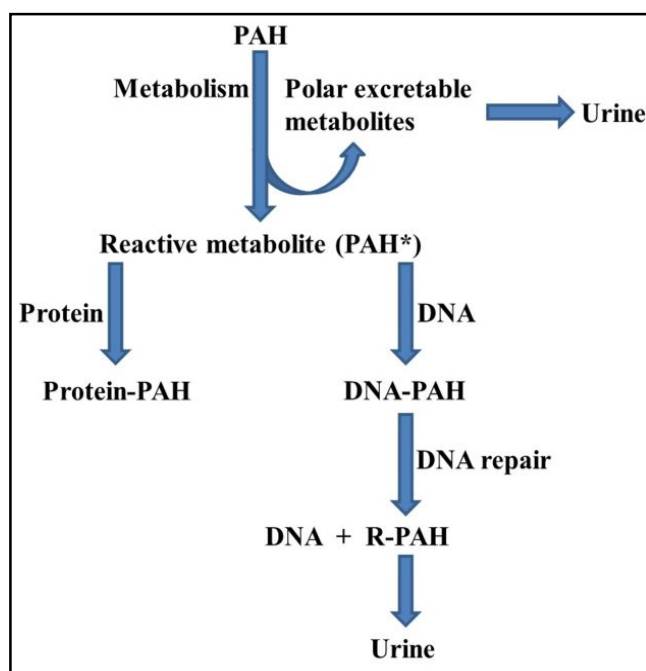 PAH
Metabolism
Polar excretable
metabolites
Urine
Reactive metabolite (PAH*)
Protein
DNA
Protein-PAH
DNA-PAH
DNA repair
DNA + R-PAH
Urine